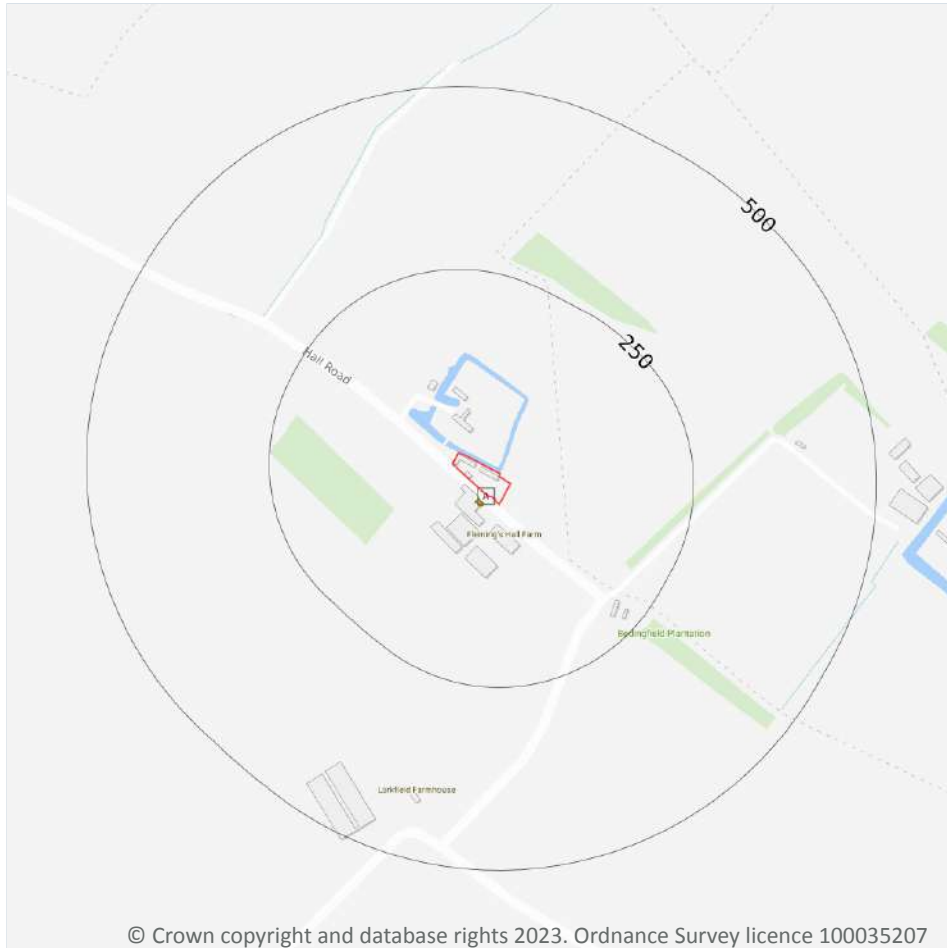 500
250
Hall Road
A
Fleming's Hall Farm
Bedingfield Plantation
Larkfield Farmhouse
© Crown copyright and database rights 2023. Ordnance Survey licence 100035207